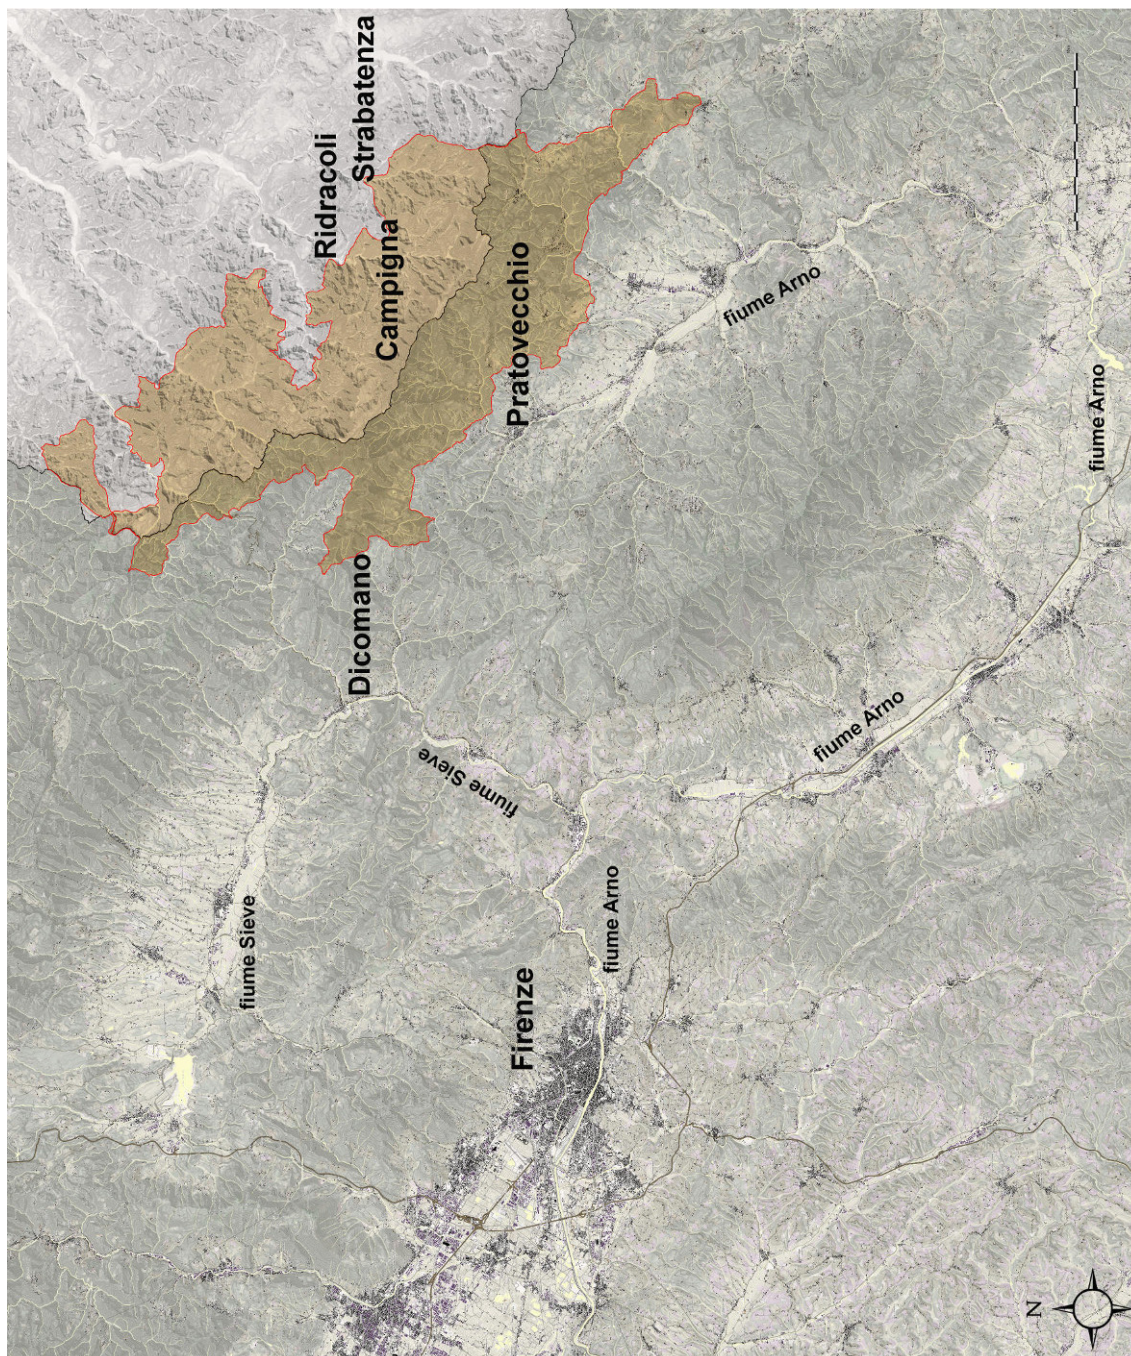 fiume Sieve
Ridracoli
Dicomano
Strabatenza
Campigna
fiume Sieve
Firenze
Pratovecchio
fiume Arno
fiume Arno
fiume Arno
N
fiume Arno